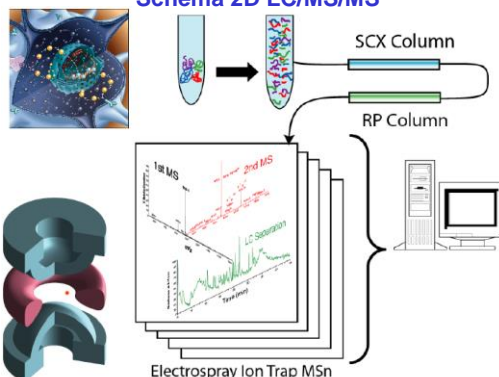 Schema 2D LC/MS/MS
SCX Column
RP Column
1st MS
2nd MS
LC Separation
Time (min)
Electrospray Ion Trap MSn